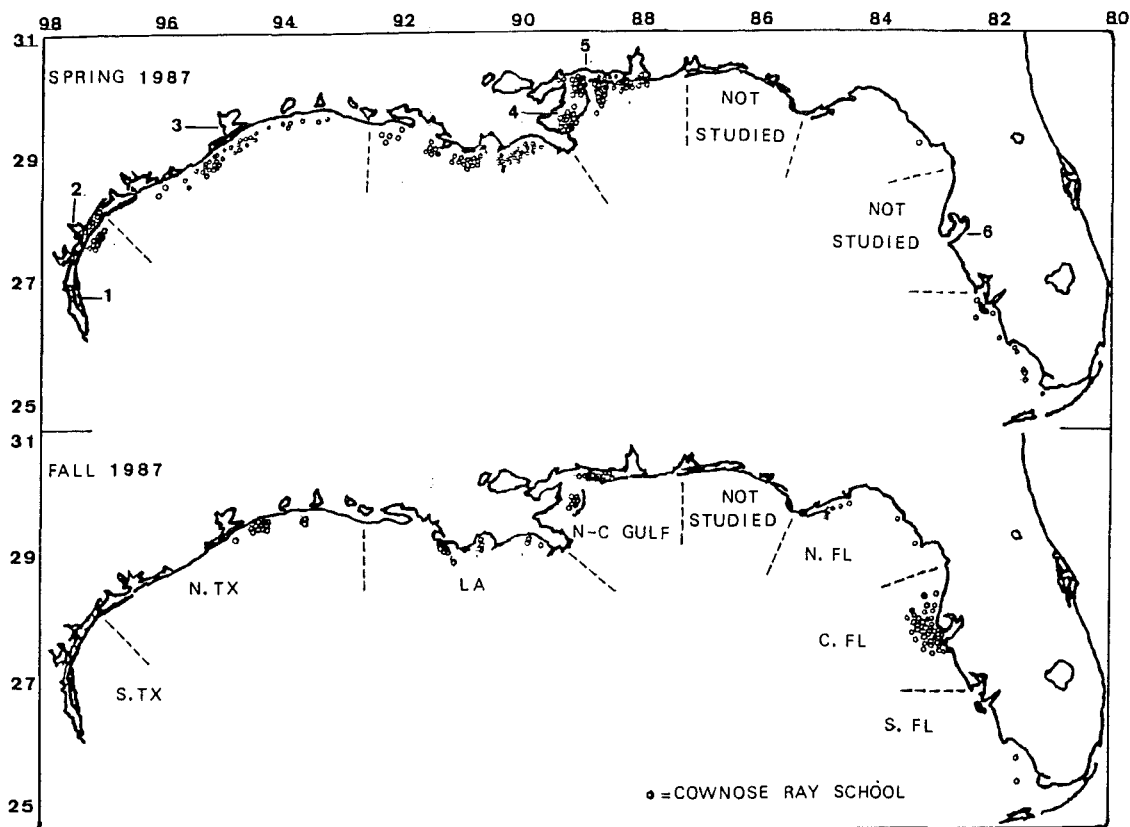 98 96 94 92 90 88 86 84 82 80
31
SPRING 1987
5
NOT
STUDIED
4
3
29
2
NOT
STUDIED
6
27
1
25
31
FALL 1987
NOT
STUDIED
N-C GULF
N. FL
29
N. TX
LA
C. FL
27
S. TX
S. FL
=COWNOSE RAY SCHOOL
25